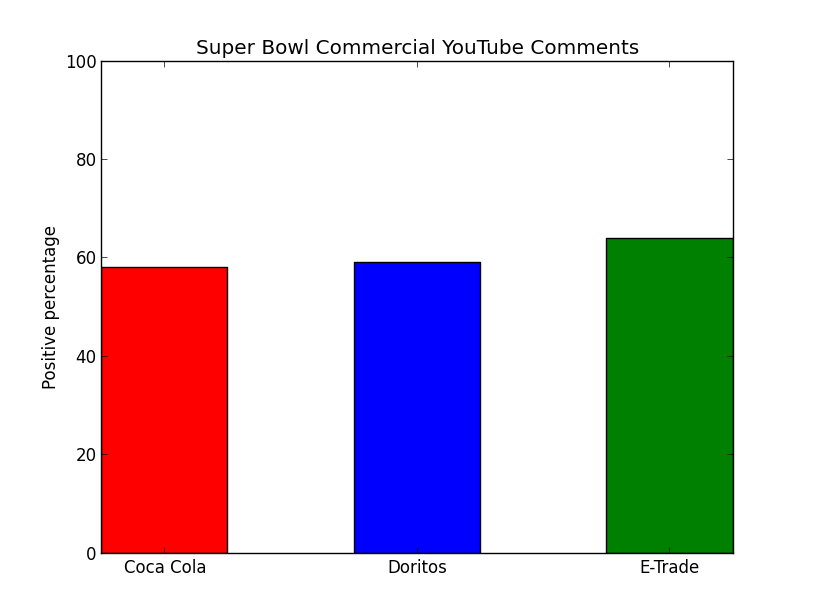 Super Bowl Commercial YouTube Comments
100
80
60
40
20
0
Positive percentage
Coca Cola
Doritos
E-Trade